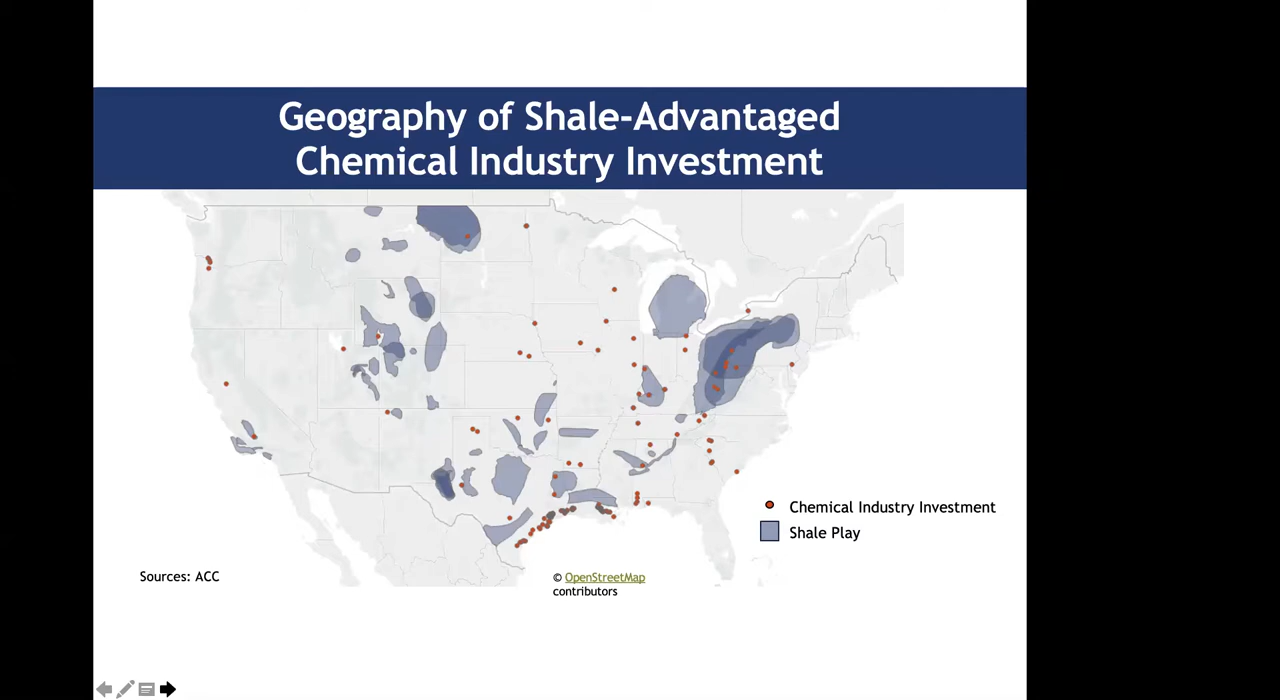 Geography of Shale-Advantaged
Chemical Industry Investment
Chemical Industry Investment
Shale Play
Sources: ACC
© OpenStreetMap
contributors